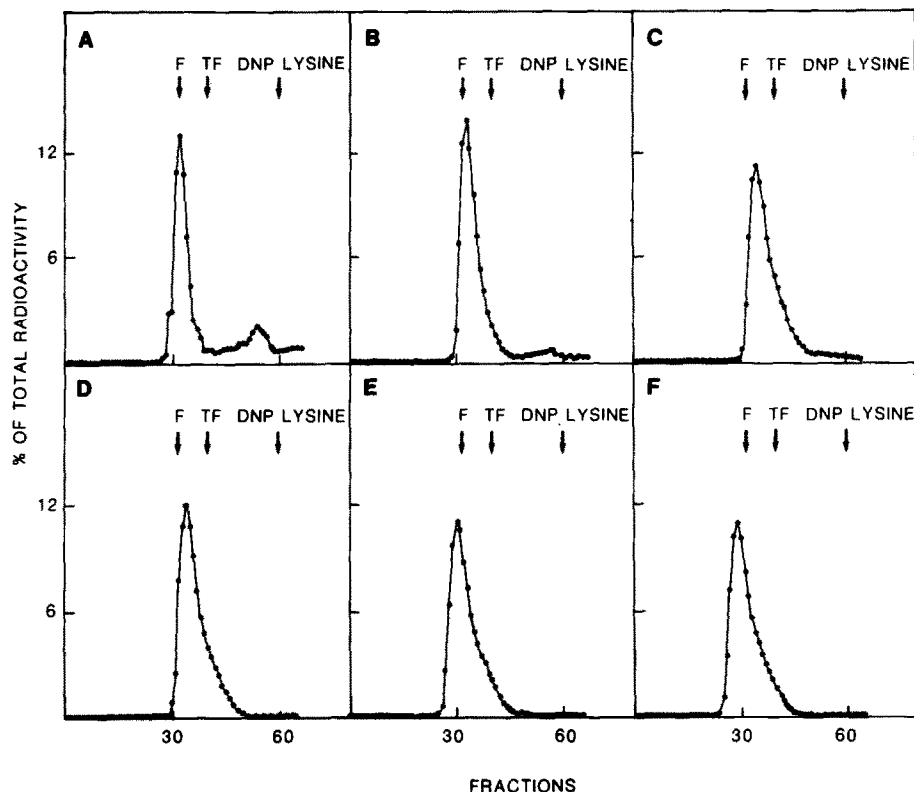 A
F TF DNP LYSINE
B
F TF DNP LYSINE
C
F TF DNP LYSINE
12
6
D
F TF DNP LYSINE
E
F TF DNP LYSINE
F
F TF DNP LYSINE
12
6
30 60
30 60
30 60
% OF TOTAL RADIOACTIVITY
FRACTIONS